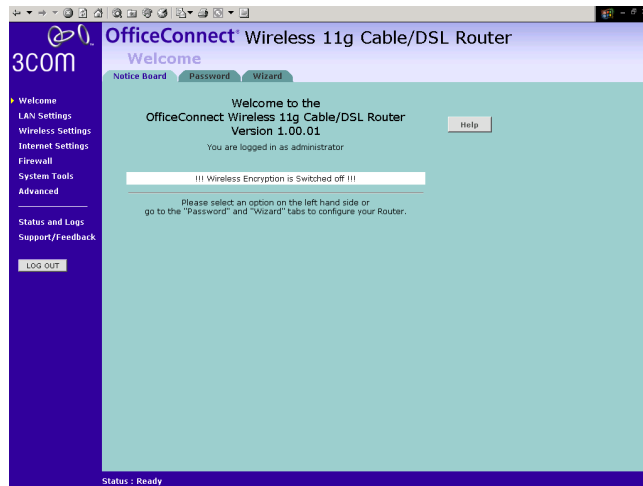 3COM
OfficeConnect® Wireless 11g Cable/DSL Router
Welcome
Notice Board Password Wizard
Welcome
LAN Settings
Wireless Settings
Internet Settings
Firewall
System Tools
Advanced
Status and Logs
Support/Feedback
LOG OUT
Welcome to the
OfficeConnect Wireless 11g Cable/DSL Router
Version 1.00.01
You are logged in as administrator
Help
!!! Wireless Encryption is Switched off !!!
Please select an option on the left hand side or
go to the "Password" and "Wizard" tabs to configure your Router.
Status : Ready